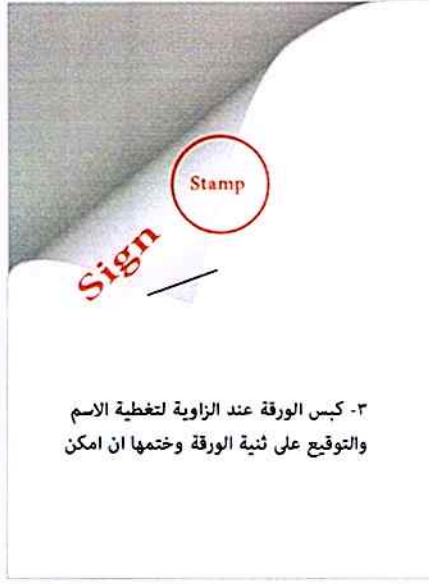 Stamp
Sign
٣- كبس الورقة عند الزاوية لتغطية الاسم
والتوقيع على ثنية الورقة وختمها ان امكن